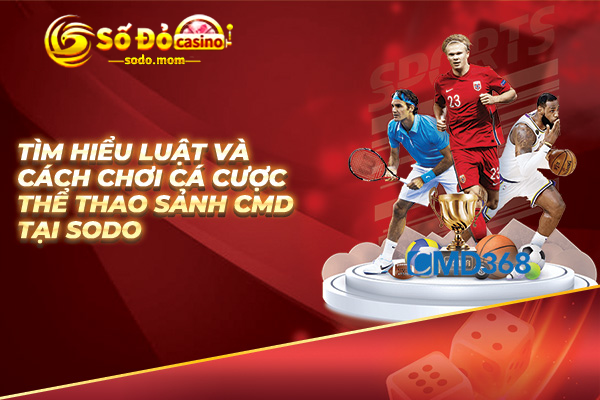 SỐ ĐỎ casino
sodo.mom
SPORTS
23
23
TÌM HIỂU LUẬT VÀ
CÁCH CHƠI CÁ CƯỢC
THỂ THAO SẢNH CMD
TẠI SODO
CMD368